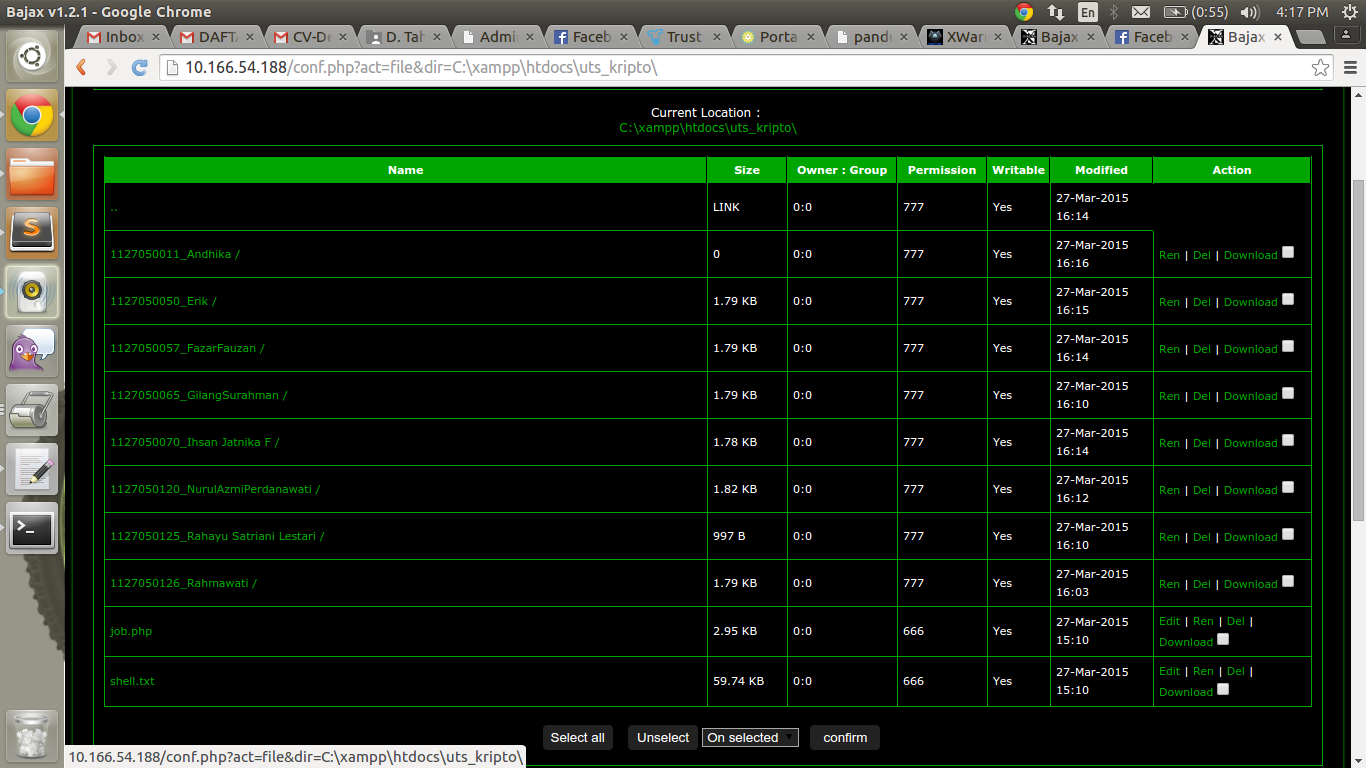 Bajax v1.2.1 - Google Chrome
En
(0:55)
4:17 PM
Inbox
DAFTA
CV-De
D. Tah
Admin
Faceb
Trust
Porta
pandu
XWar
Bajax
Faceb
Bajax
10.166.54.188/conf.php?act=file&dir=C:\xampp\htdocs\uts_kripto\
Current Location :
C:\xampp\htdocs\uts_kripto\
Name Size Owner : Group Permission Writable Modified Action
.. LINK 0:0 777 Yes 27-Mar-2015
16:14
1127050011_Andhika / 0 0:0 777 Yes 27-Mar-2015
16:16 Ren | Del | Download
1127050050_Erik / 1.79 KB 0:0 777 Yes 27-Mar-2015
16:15 Ren | Del | Download
1127050057_FazarFauzan / 1.79 KB 0:0 777 Yes 27-Mar-2015
16:14 Ren | Del | Download
1127050065_GilangSurahman / 1.79 KB 0:0 777 Yes 27-Mar-2015
16:10 Ren | Del | Download
1127050070_Ihsan Jatnika F / 1.78 KB 0:0 777 Yes 27-Mar-2015
16:14 Ren | Del | Download
1127050120_NurulAzmiPerdanawati / 1.82 KB 0:0 777 Yes 27-Mar-2015
16:12 Ren | Del | Download
1127050125_Rahayu Satriani Lestari / 997 B 0:0 777 Yes 27-Mar-2015
16:10 Ren | Del | Download
1127050126_Rahmawati / 1.79 KB 0:0 777 Yes 27-Mar-2015
16:03 Ren | Del | Download
job.php 2.95 KB 0:0 666 Yes 27-Mar-2015
15:10 Edit | Ren | Del |
Download
shell.txt 59.74 KB 0:0 666 Yes 27-Mar-2015
15:10 Edit | Ren | Del |
Download
Select all Unselect On selected confirm
10.166.54.188/conf.php?act=file&dir=C:\xampp\htdocs\uts_kripto\